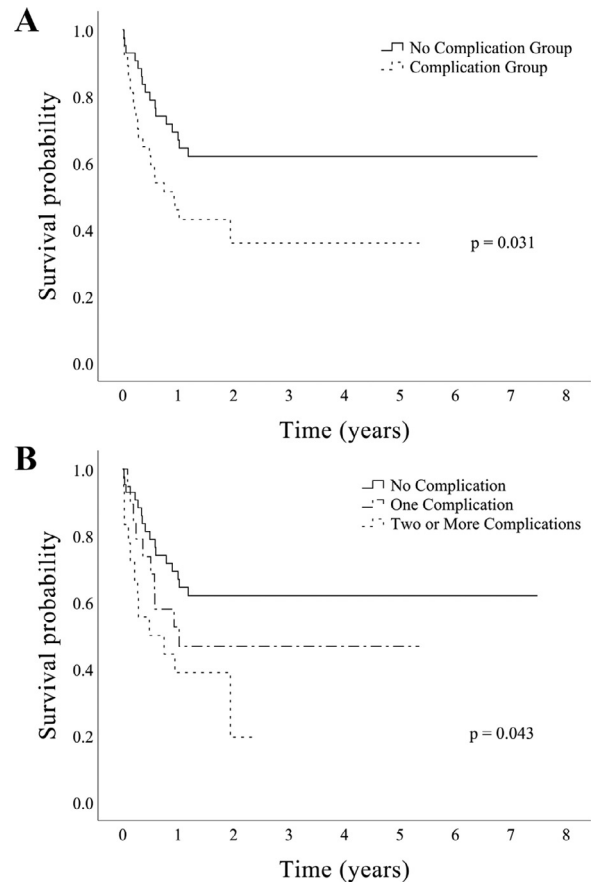 A
Survival probability
1.0
0.8
0.6
0.4
0.2
0.0
No Complication Group
Complication Group
p = 0.031
0 1 2 3 4 5 6 7 8
Time (years)
B
Survival probability
1.0
0.8
0.6
0.4
0.2
0.0
No Complication
One Complication
Two or More Complications
p = 0.043
0 1 2 3 4 5 6 7 8
Time (years)